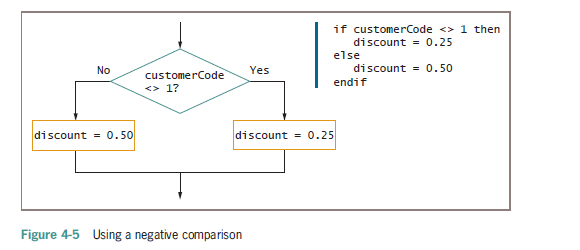 if customerCode <> 1 then
discount = 0.25
else
discount = 0.50
endif
No
customerCode
<> 1?
Yes
discount = 0.50
discount = 0.25
Figure 4-5 Using a negative comparison